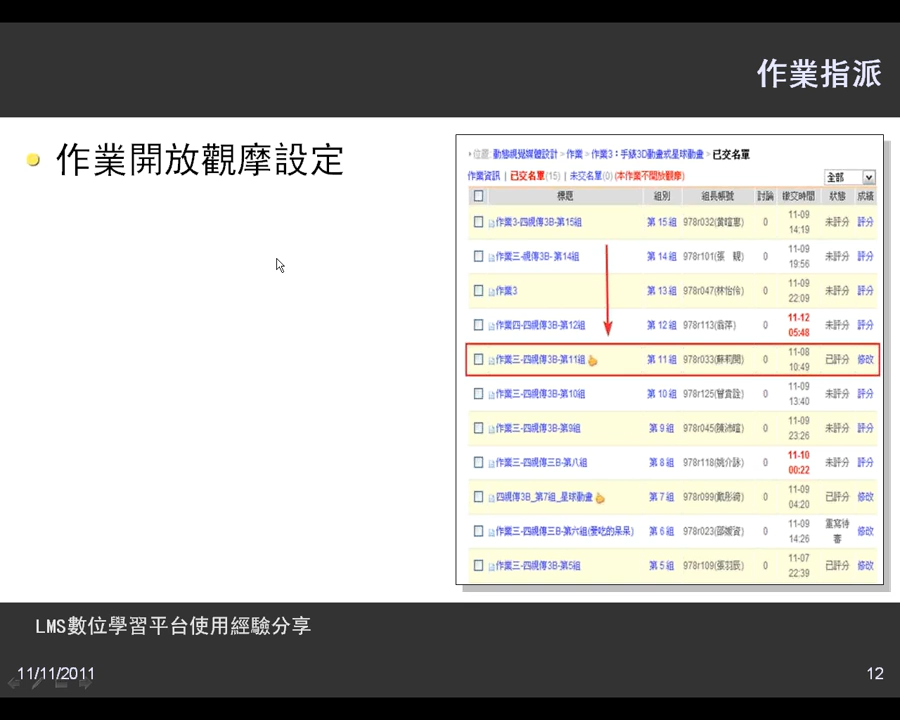 作業指派
作業開放觀摩設定
位置: 動態視覺媒體設計 > 作業 > 作業3：手錶3D動畫或星球動畫 > 已交名單
作業資訊 | 已交名單(15) | 未交名單(0) (本作業不開放觀摩)
全部
標題 組別 組長帳號 討論 繳交時間 狀態 成績
作業3-四視傳3B-第15組 第 15 組 978r032 0 11-09 14:19 未評分 評分
作業三-視傳3B- 第14組 第 14 組 978r101 0 11-09 19:56 未評分 評分
作業3 第 13 組 978r047(林怡伶) 0 11-09 22:09 未評分 評分
作業四-四視傳3B-第12組 第 12 組 978r113 0 11-12 05:48 未評分 評分
作業三-四視傳3B-第11組 第 11 組 978r033 0 11-08 10:49 已評分 修改
作業三-四視傳3B-第10組 第 10 組 978r125 0 11-09 13:40 未評分 評分
作業三-四視傳3B-第9組 第 9 組 978r045 0 11-09 23:26 未評分 評分
作業三-四視傳三B-第八組 第 8 組 978r118(姚介詠) 0 11-10 00:22 未評分 評分
四視傳3B_第7組_星球動畫 第 7 組 978r099 0 11-09 04:20 已評分 修改
作業三-四視傳三B-第六組(愛吃的呆呆) 第 6 組 978r023 0 11-09 14:26 重寫待審 修改
作業三-四視傳3B-第5組 第 5 組 978r109(張羽辰) 0 11-07 22:39 已評分 修改
LMS數位學習平台使用經驗分享
11/11/2011
12